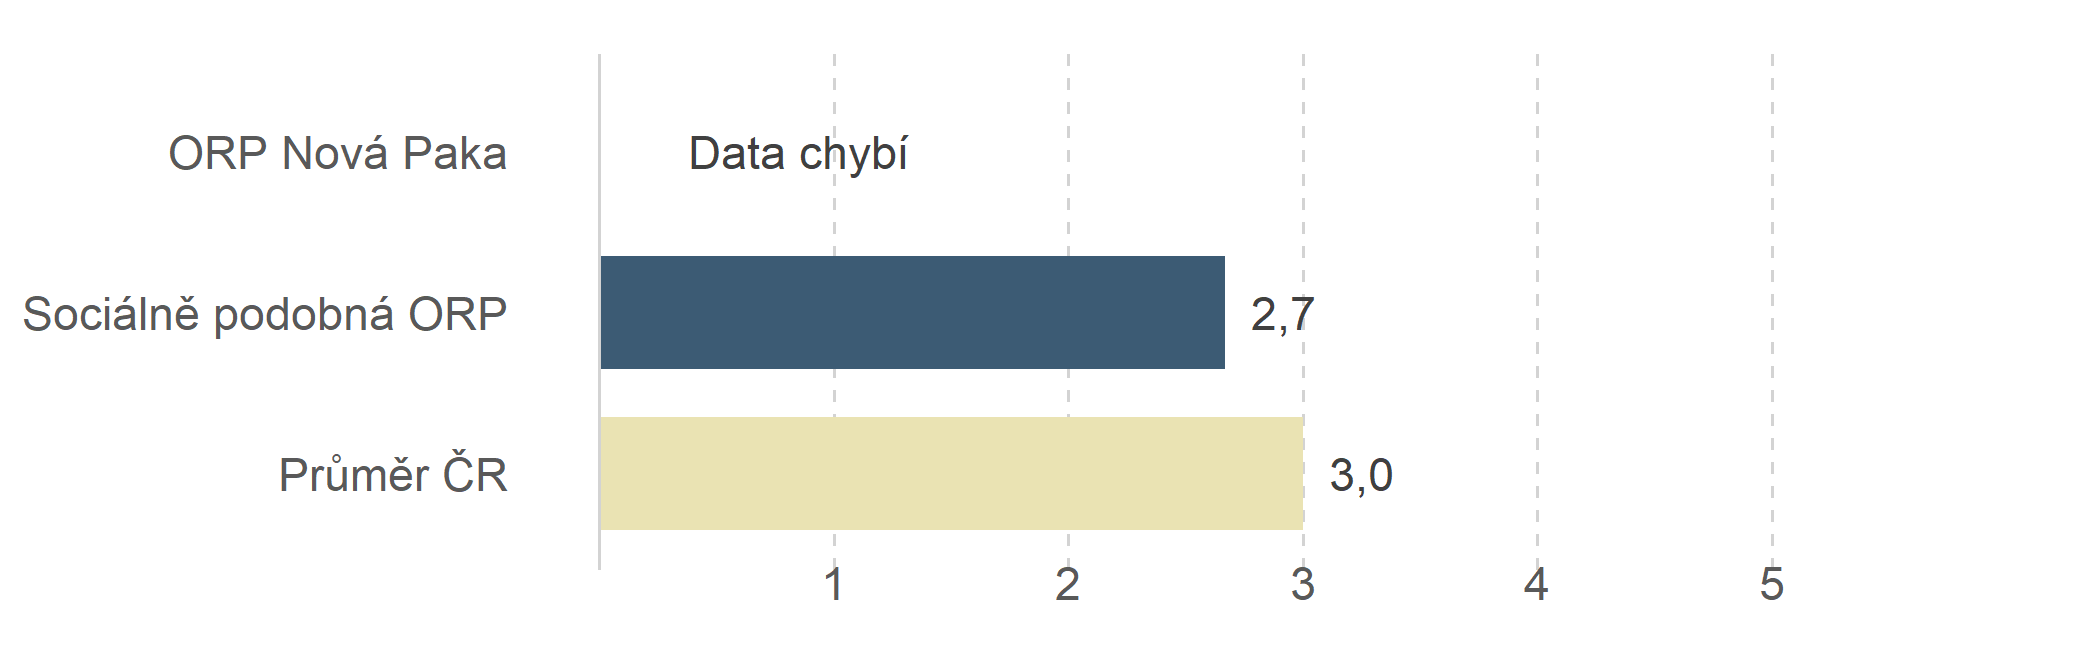 ORP Nová Paka Data chybí
Sociálně podobná ORP 2,7
Průměr ČR 3,0
1 2 3 4 5